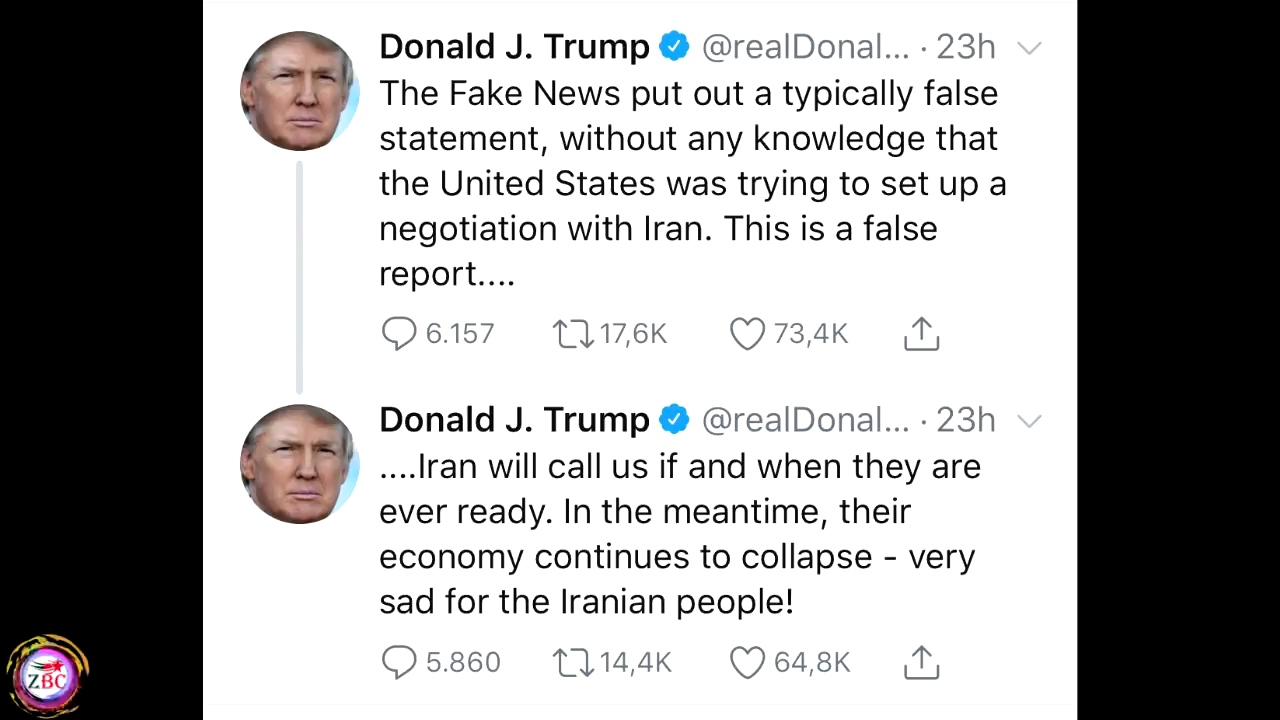 Donald J. Trump @realDonal... · 23h
The Fake News put out a typically false
statement, without any knowledge that
the United States was trying to set up a
negotiation with Iran. This is a false
report....
6.157 17,6K 73,4K
Donald J. Trump @realDonal... · 23h
....Iran will call us if and when they are
ever ready. In the meantime, their
economy continues to collapse - very
sad for the Iranian people!
5.860 14,4K 64,8K
ZBC